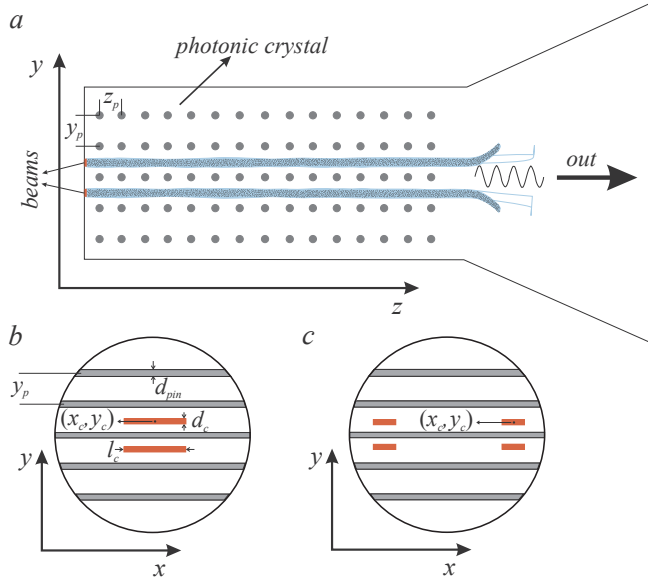 a
photonic crystal
y
z_p
y_p
beams
out
z
b
c
y_p
d_pin
(x_c,y_c)
d_c
(x_c,y_c)
l_c
y
y
x
x